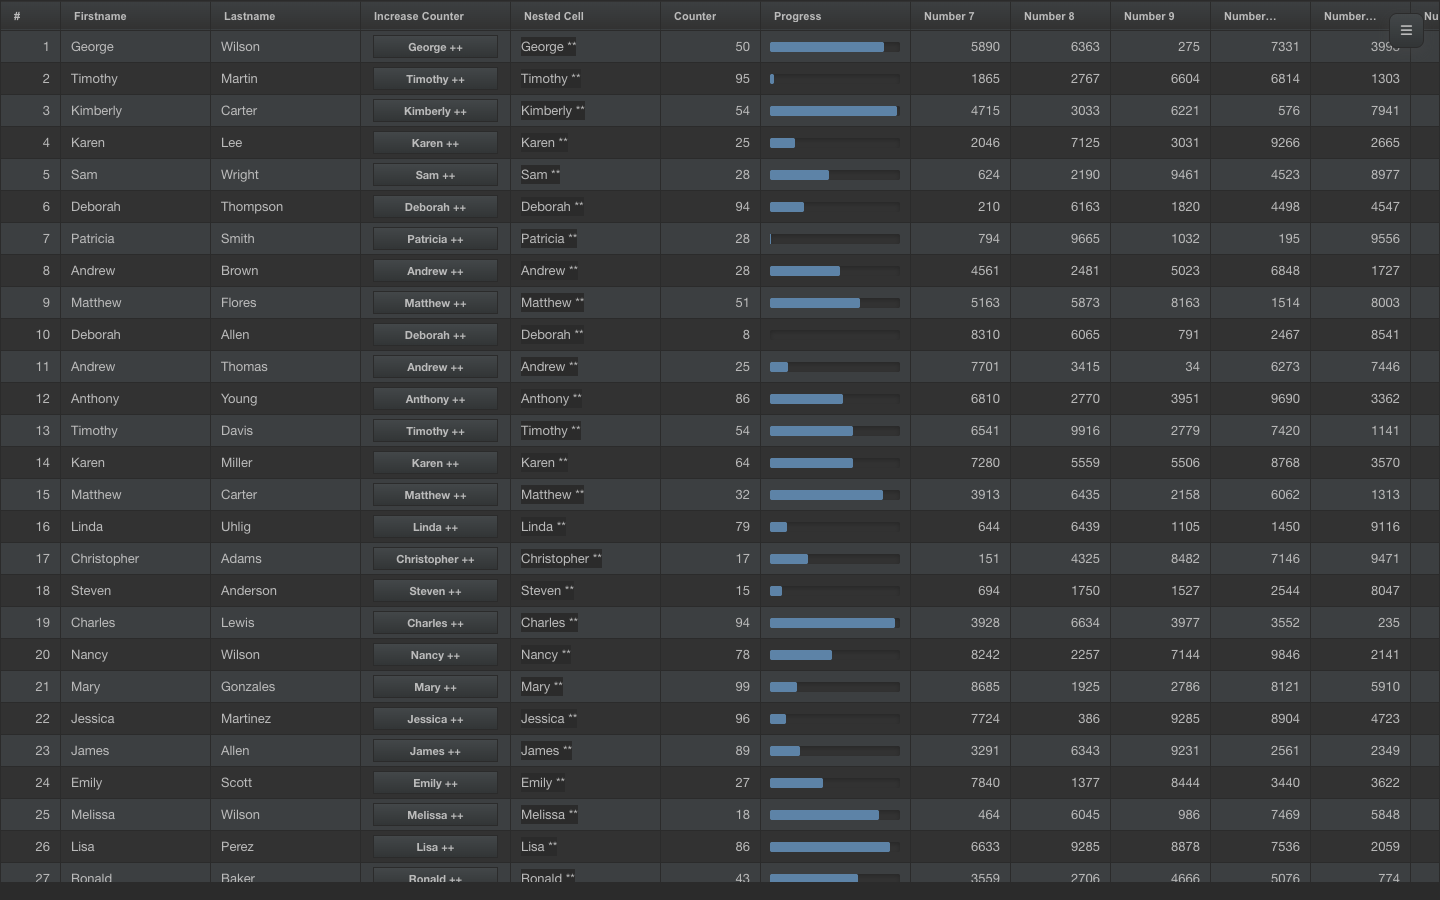 # Firstname Lastname Increase Counter Nested Cell Counter Progress Number 7 Number 8 Number 9 Number... Number... Nu
1 George Wilson George ++ George ** 50 5890 6363 275 7331
2 Timothy Martin Timothy ++ Timothy ** 95 1865 2767 6604 6814 1303
3 Kimberly Carter Kimberly ++ Kimberly ** 54 4715 3033 6221 576 7941
4 Karen Lee Karen ++ Karen ** 25 2046 7125 3031 9266 2665
5 Sam Wright Sam ++ Sam ** 28 624 2190 9461 4523 8977
6 Deborah Thompson Deborah ++ Deborah ** 94 210 6163 1820 4498 4547
7 Patricia Smith Patricia ++ Patricia ** 28 794 9665 1032 195 9556
8 Andrew Brown Andrew ++ Andrew ** 28 4561 2481 5023 6848 1727
9 Matthew Flores Matthew ++ Matthew ** 51 5163 5873 8163 1514 8003
10 Deborah Allen Deborah ++ Deborah ** 8 8310 6065 791 2467 8541
11 Andrew Thomas Andrew ++ Andrew ** 25 7701 3415 34 6273 7446
12 Anthony Young Anthony ++ Anthony ** 86 6810 2770 3951 9690 3362
13 Timothy Davis Timothy ++ Timothy ** 54 6541 9916 2779 7420 1141
14 Karen Miller Karen ++ Karen ** 64 7280 5559 5506 8768 3570
15 Matthew Carter Matthew ++ Matthew ** 32 3913 6435 2158 6062 1313
16 Linda Uhlig Linda ++ Linda ** 79 644 6439 1105 1450 9116
17 Christopher Adams Christopher ++ Christopher ** 17 151 4325 8482 7146 9471
18 Steven Anderson Steven ++ Steven ** 15 694 1750 1527 2544 8047
19 Charles Lewis Charles ++ Charles ** 94 3928 6634 3977 3552 235
20 Nancy Wilson Nancy ++ Nancy ** 78 8242 2257 7144 9846 2141
21 Mary Gonzales Mary ++ Mary ** 99 8685 1925 2786 8121 5910
22 Jessica Martinez Jessica ++ Jessica ** 96 7724 386 9285 8904 4723
23 James Allen James ++ James ** 89 3291 6343 9231 2561 2349
24 Emily Scott Emily ++ Emily ** 27 7840 1377 8444 3440 3622
25 Melissa Wilson Melissa ++ Melissa ** 18 464 6045 986 7469 5848
26 Lisa Perez Lisa ++ Lisa ** 86 6633 9285 8878 7536 2059
27 Ronald Baker Ronald ++ Ronald ** 43 3559 2706 4666 5076 774